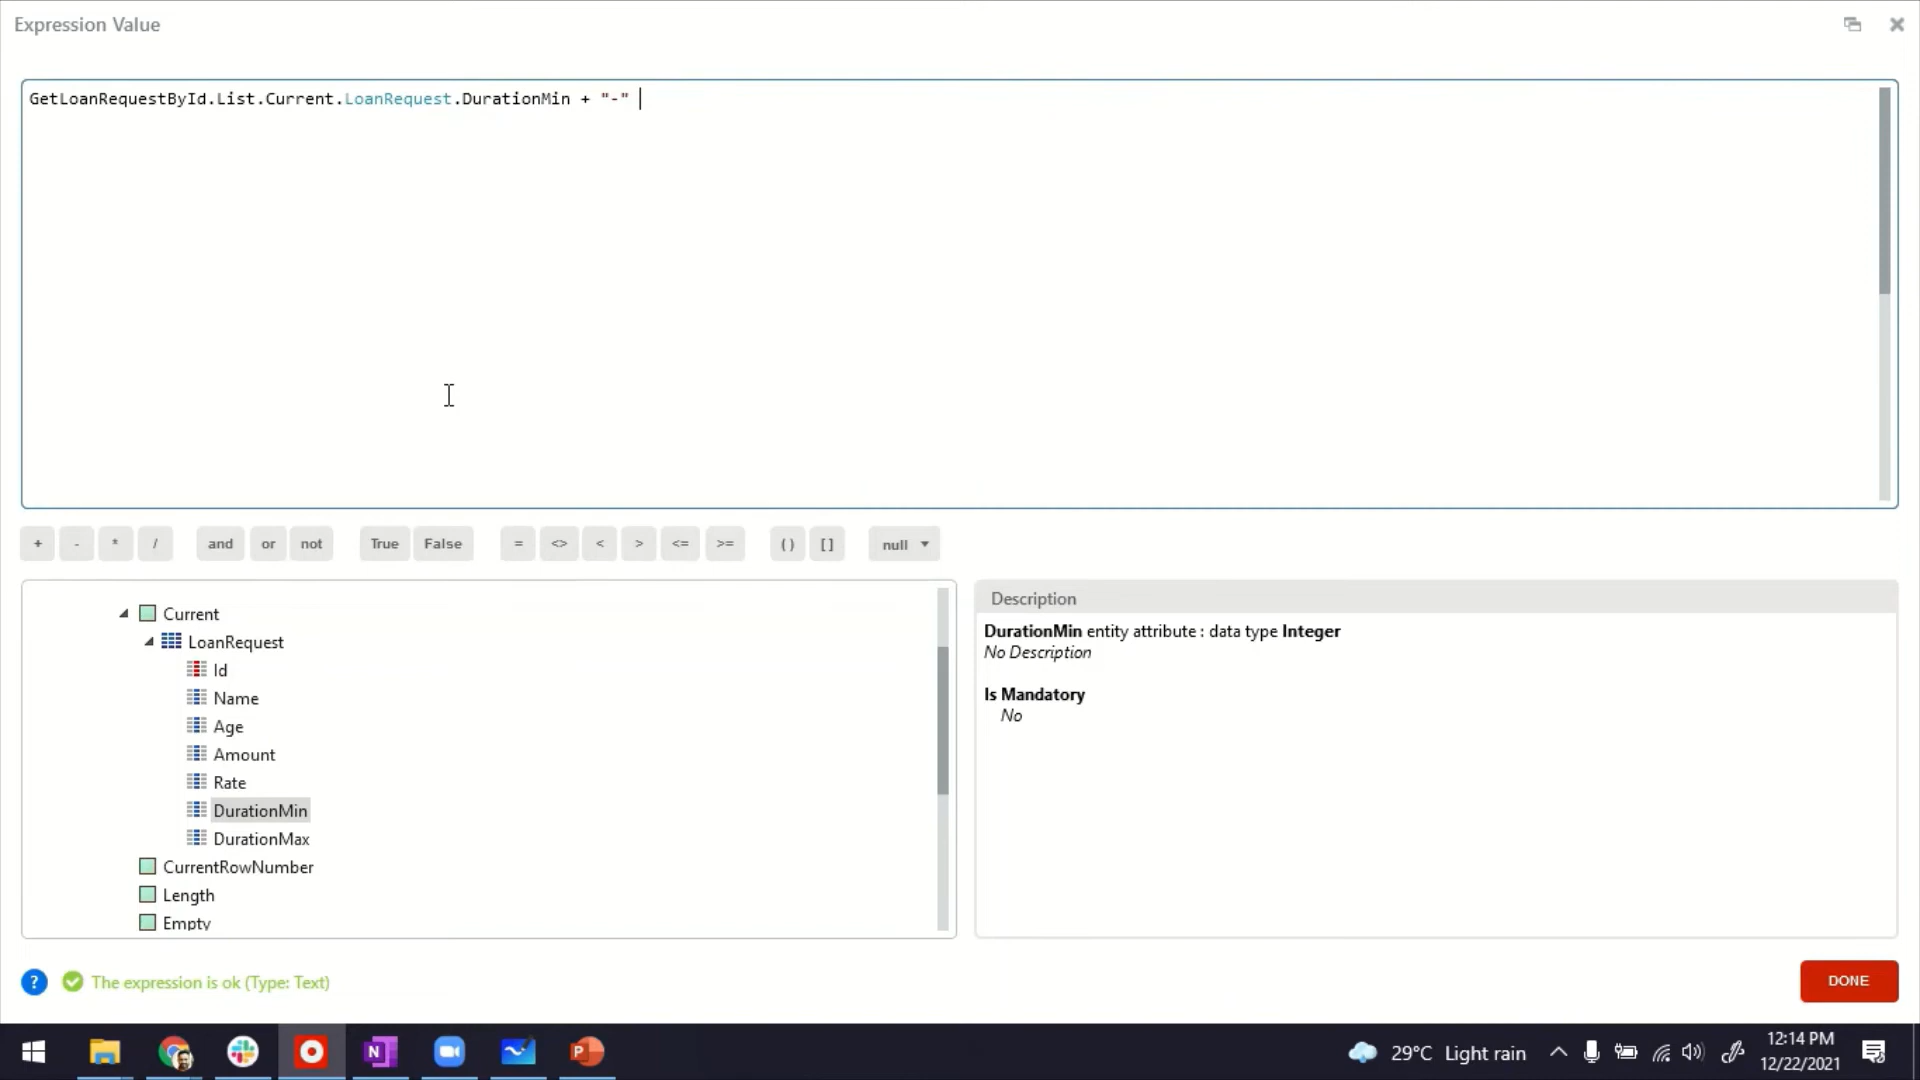 Expression Value
GetLoanRequestById.List.Current.LoanRequest.DurationMin + "-"
+ - * / and or not True False = <> < > <= >= ( ) [ ] null
Current
LoanRequest
Id
Name
Age
Amount
Rate
DurationMin
DurationMax
CurrentRowNumber
Length
Empty
Description
DurationMin entity attribute : data type Integer
No Description
Is Mandatory
No
? The expression is ok (Type: Text)
DONE
N P 29°C Light rain
12:14 PM
12/22/2021